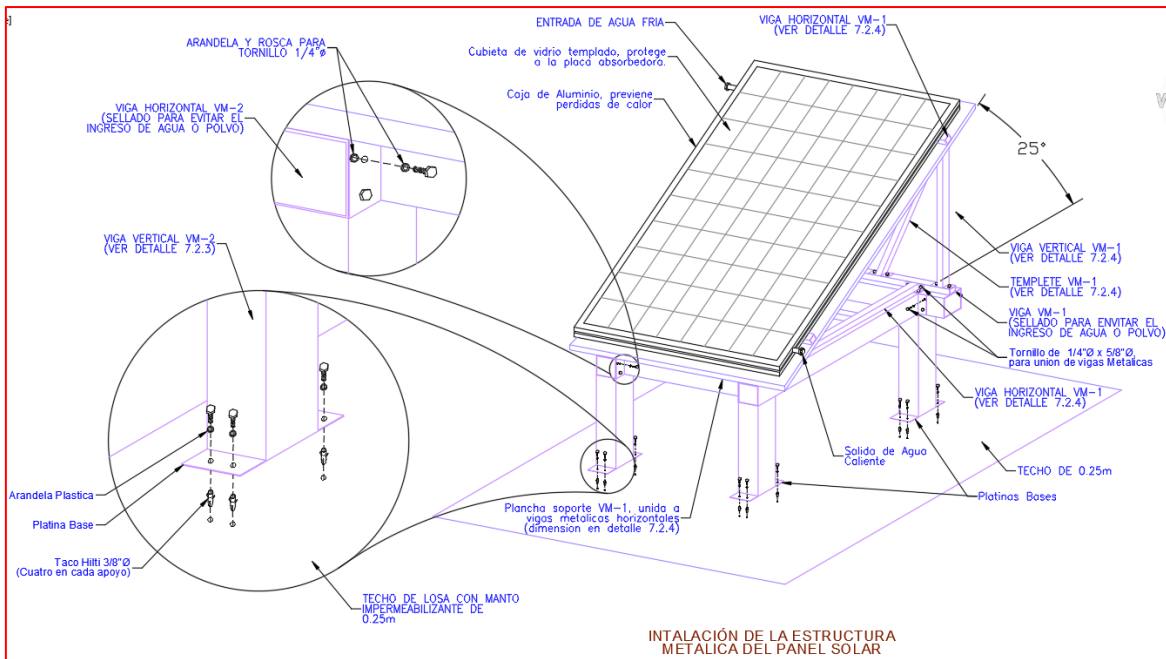 ENTRADA DE AGUA FRIA
VIGA HORIZONTAL VM-1
(VER DETALLE 7.2.4)
ARANDELA Y ROSCA PARA
TORNILLO 1/4"ø
Cubieta de vidrio templado, protege
a la placa absorbedora.
Caja de Aluminio, previene
perdidas de calor
VIGA HORIZONTAL VM-2
(SELLADO PARA EVITAR EL
INGRESO DE AGUA O POLVO)
25°
VIGA VERTICAL VM-2
(VER DETALLE 7.2.3)
VIGA VERTICAL VM-1
(VER DETALLE 7.2.4)
TEMPLETE VM-1
(VER DETALLE 7.2.4)
VIGA VM-1
(SELLADO PARA ENVITAR EL
INGRESO DE AGUA O POLVO)
Tornillo de 1/4"Ø x 5/8"Ø,
para union de vigas Metalicas
VIGA HORIZONTAL VM-1
(VER DETALLE 7.2.4)
Salida de Agua
Caliente
TECHO DE 0.25m
Platinas Bases
Arandela Plastica
Platina Base
Plancha soporte VM-1, unida a
vigas metalicas horizontales
(dimension en detalle 7.2.4)
Taco Hilti 3/8"Ø
(Cuatro en cada apoyo)
TECHO DE LOSA CON MANTO
IMPERMEABILIZANTE DE
0.25m
INTALACIÓN DE LA ESTRUCTURA
METALICA DEL PANEL SOLAR